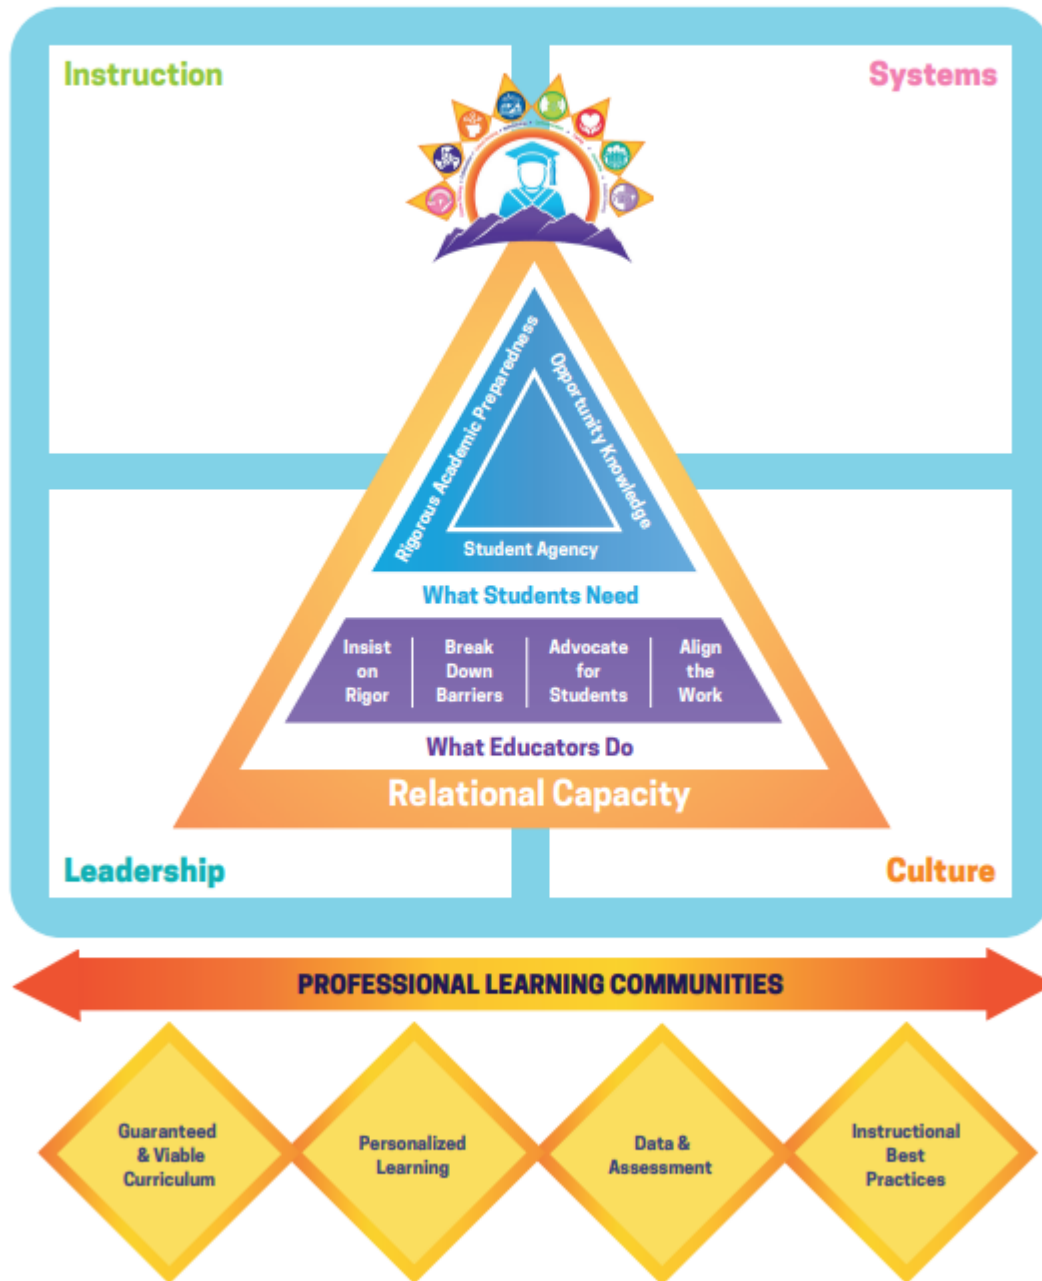 Instruction
Systems
Rigorous Academic Preparedness
Opportunity Knowledge
Student Agency
What Students Need
Insist
on
Rigor
Break
Down
Barriers
Advocate
for
Students
Align
the
Work
What Educators Do
Relational Capacity
Leadership
Culture
PROFESSIONAL LEARNING COMMUNITIES
Guaranteed
& Viable
Curriculum
Personalized
Learning
Data &
Assessment
Instructional
Best
Practices